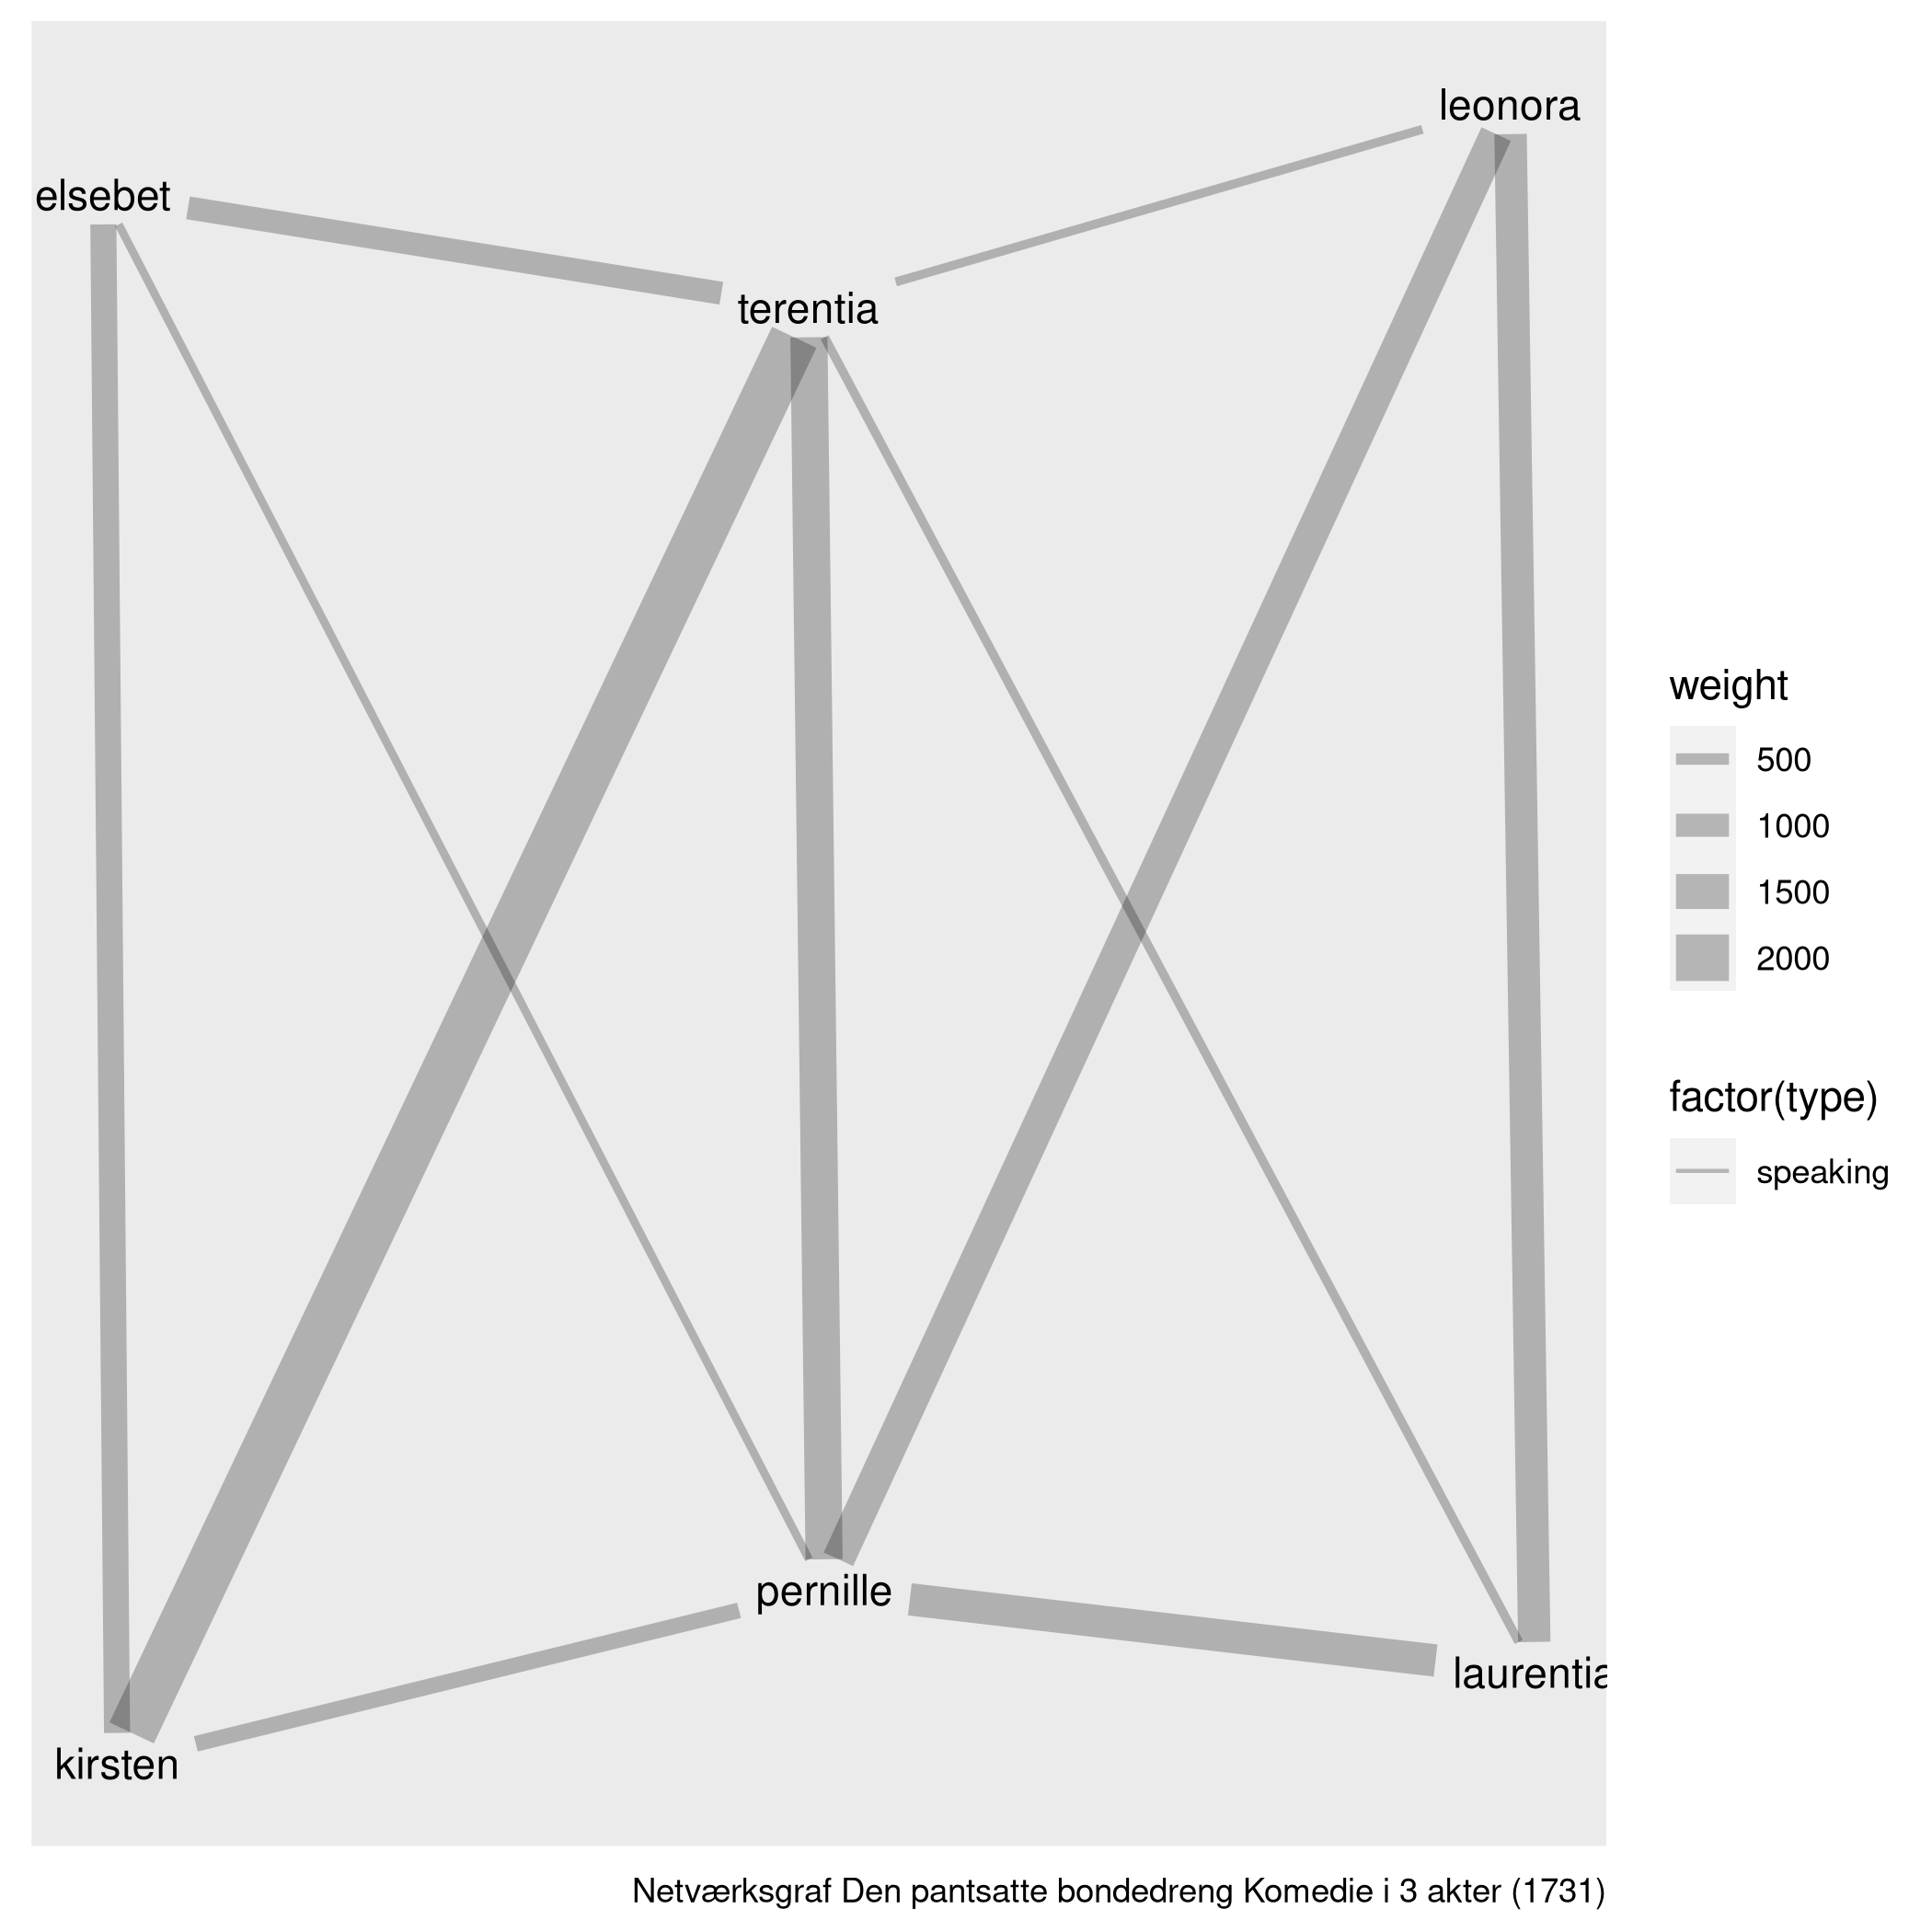 leonora
elsebet
terentia
pernille
laurentia
kirsten
weight
500
1000
1500
2000
factor(type)
speaking
Netværksgraf Den pantsatte bondedreng Komedie i 3 akter (1731)